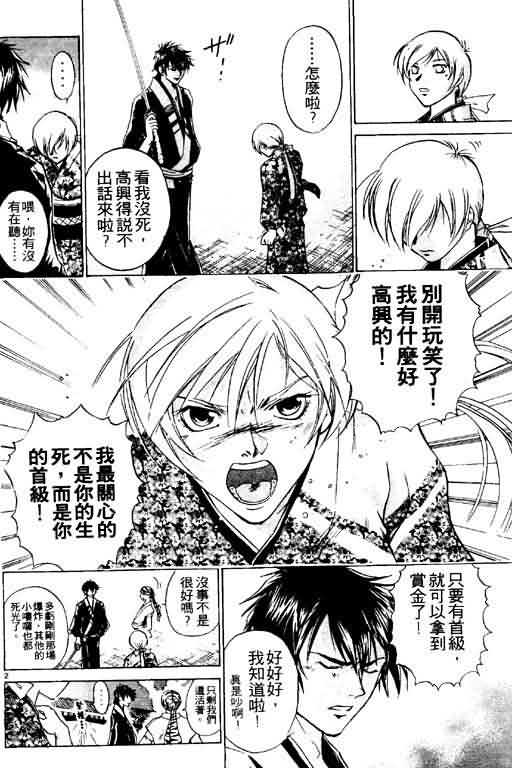 ……
怎麼啦?
看我沒死,
高興得說不
出話來啦?
……
喂,妳有沒
有在聽……
別開玩笑了!
我有什麼好
高興的!
我最關心的
不是你的生
死,而是你
的首級!
只要有首級,
就可以拿到
賞金了!
好好好,
我知道啦!
真是吵啊!
沒事不是
很好嗎?
多虧剛剛那場
爆炸,其他的
小嘍囉也都
死光了。
只剩我們
還活著。
2